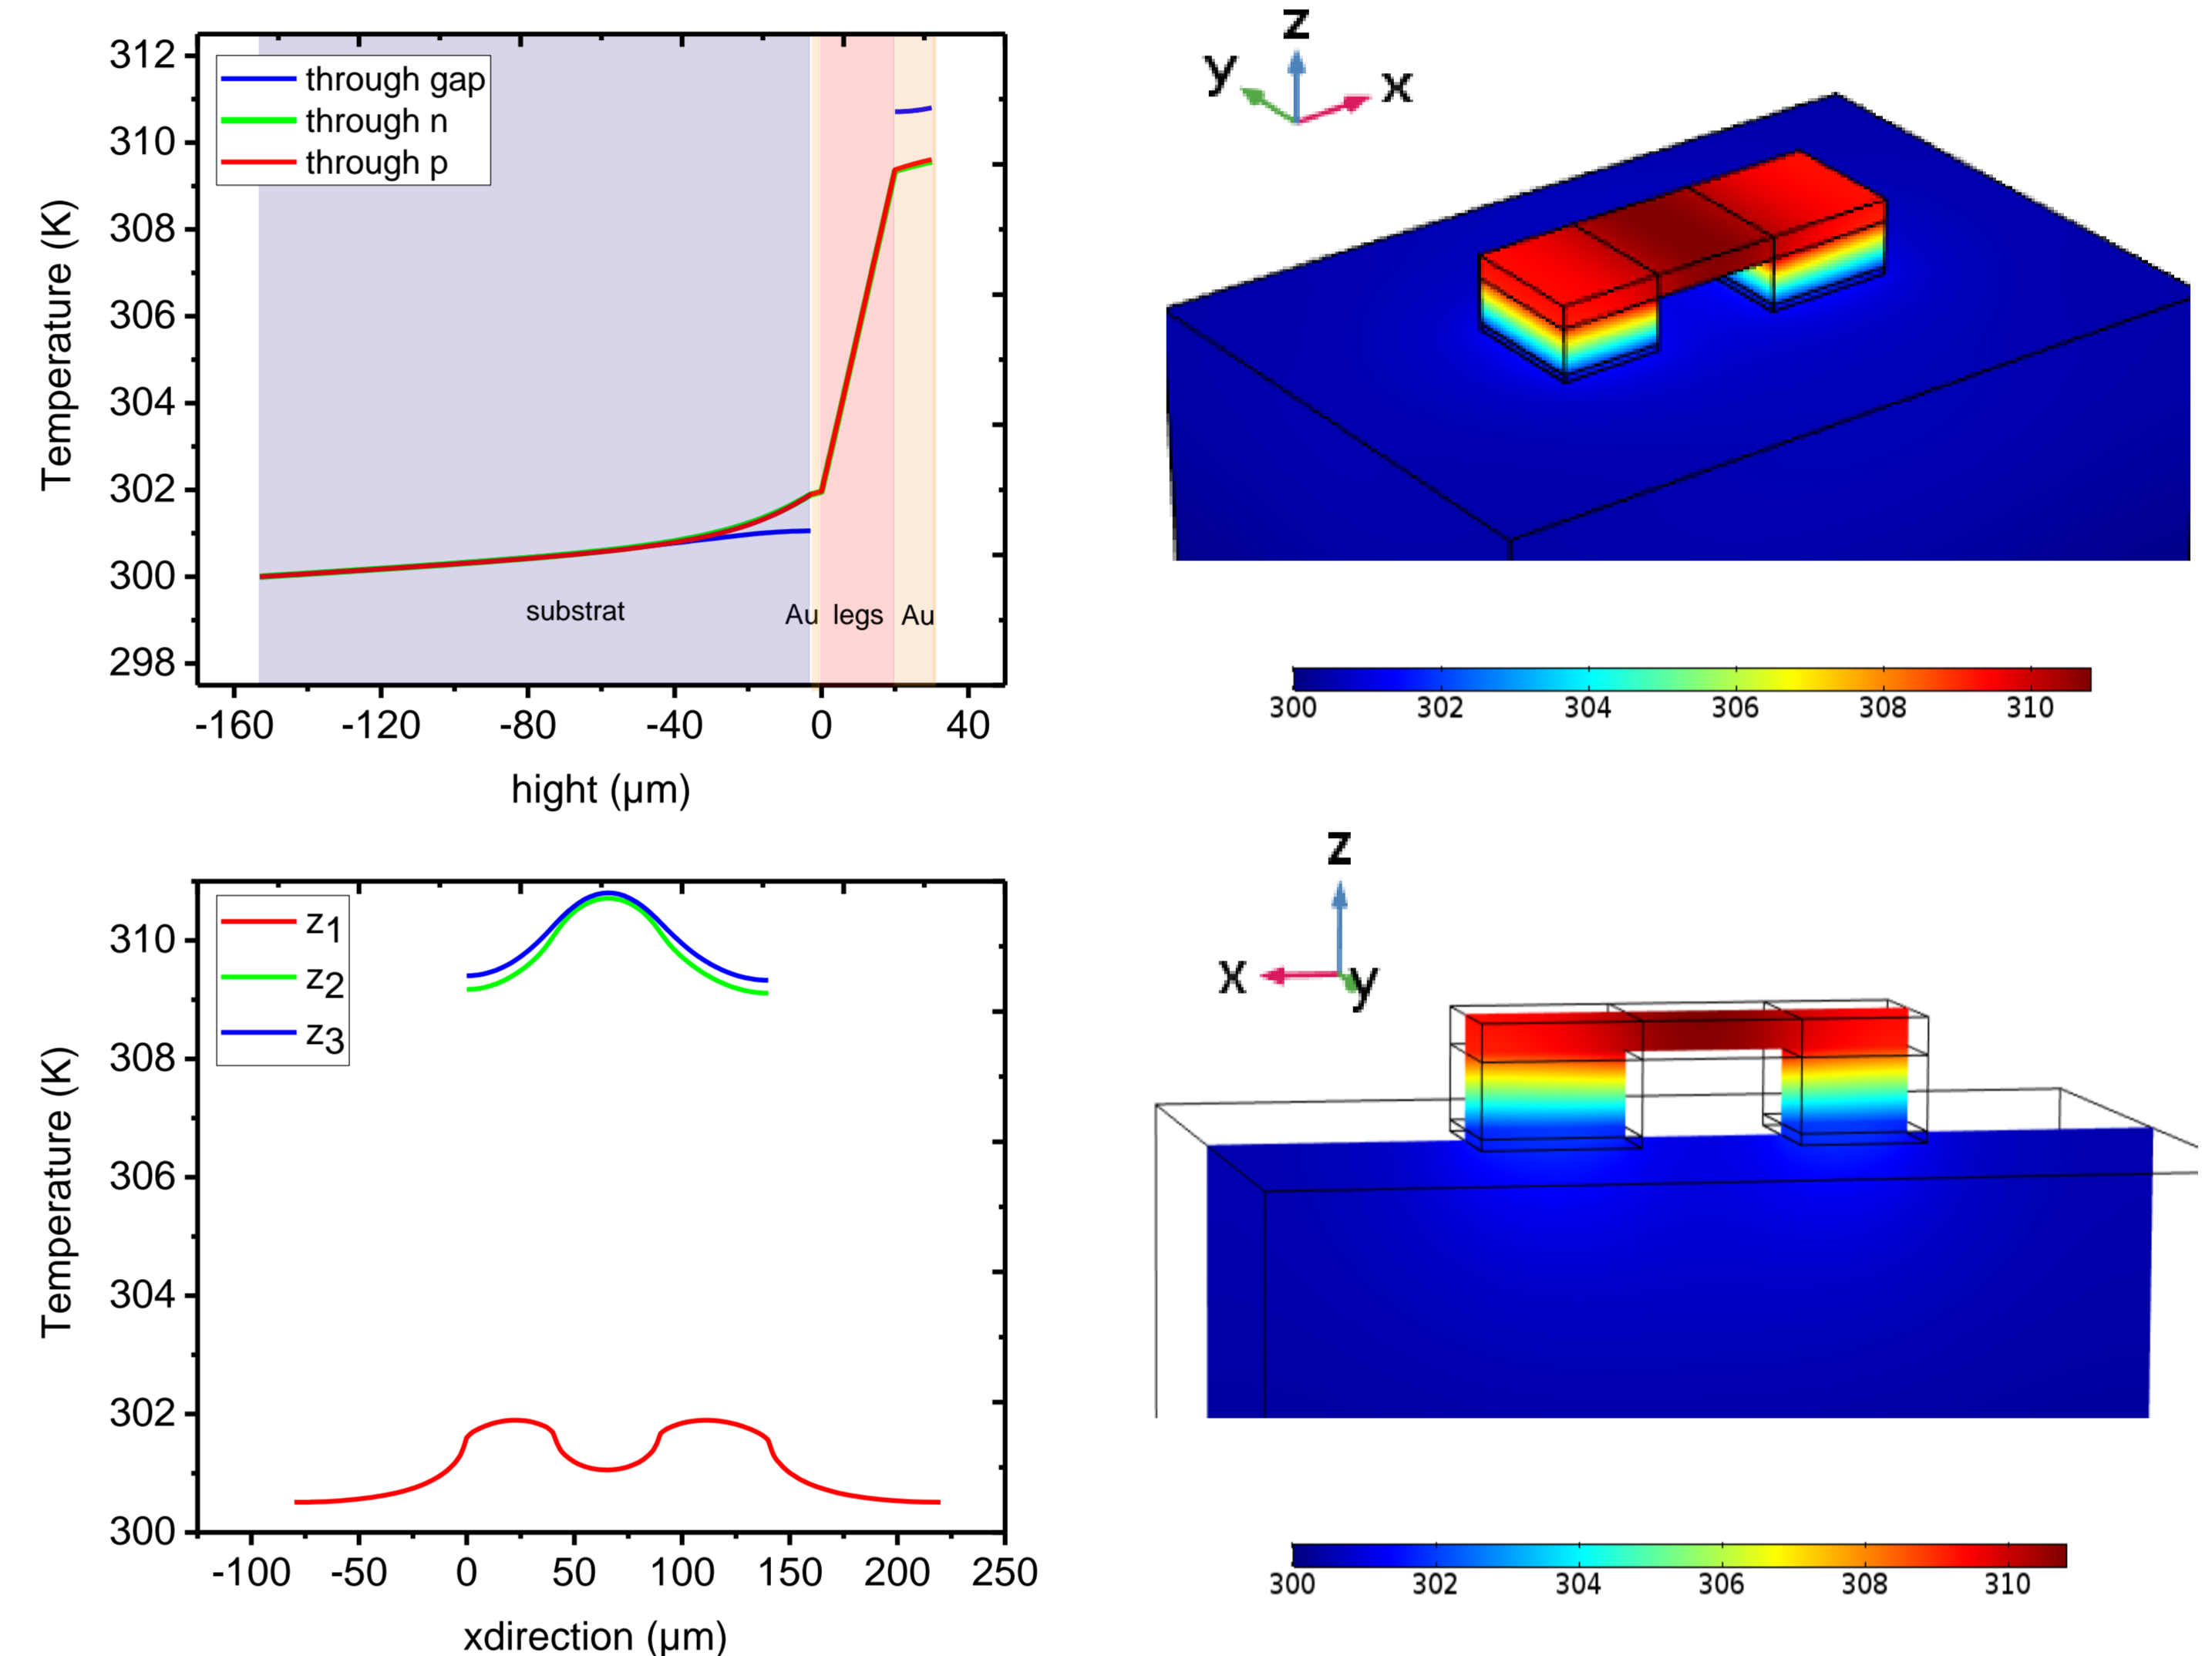 312
310
308
306
304
302
300
298
Temperature (K)
through gap
through n
through p
substrat
Au
legs
Au
-160
-120
-80
-40
0
40
hight (µm)
z
y
x
300
302
304
306
308
310
310
308
306
304
302
300
Temperature (K)
z1
z2
z3
-100
-50
0
50
100
150
200
250
xdirection (µm)
z
x
y
300
302
304
306
308
310